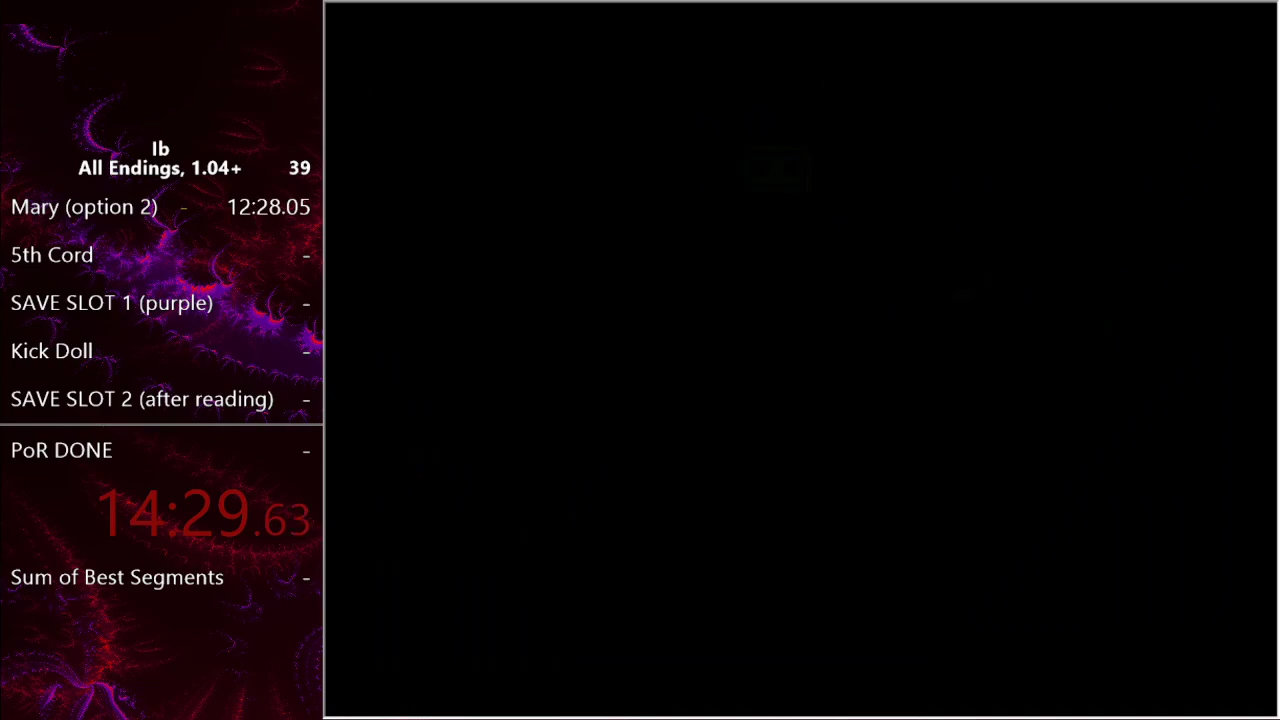 Ib
All Endings, 1.04+ 39
Mary (option 2) - 12:28.05
5th Cord -
SAVE SLOT 1 (purple) -
Kick Doll -
SAVE SLOT 2 (after reading) -
PoR DONE -
14:29.63
Sum of Best Segments -